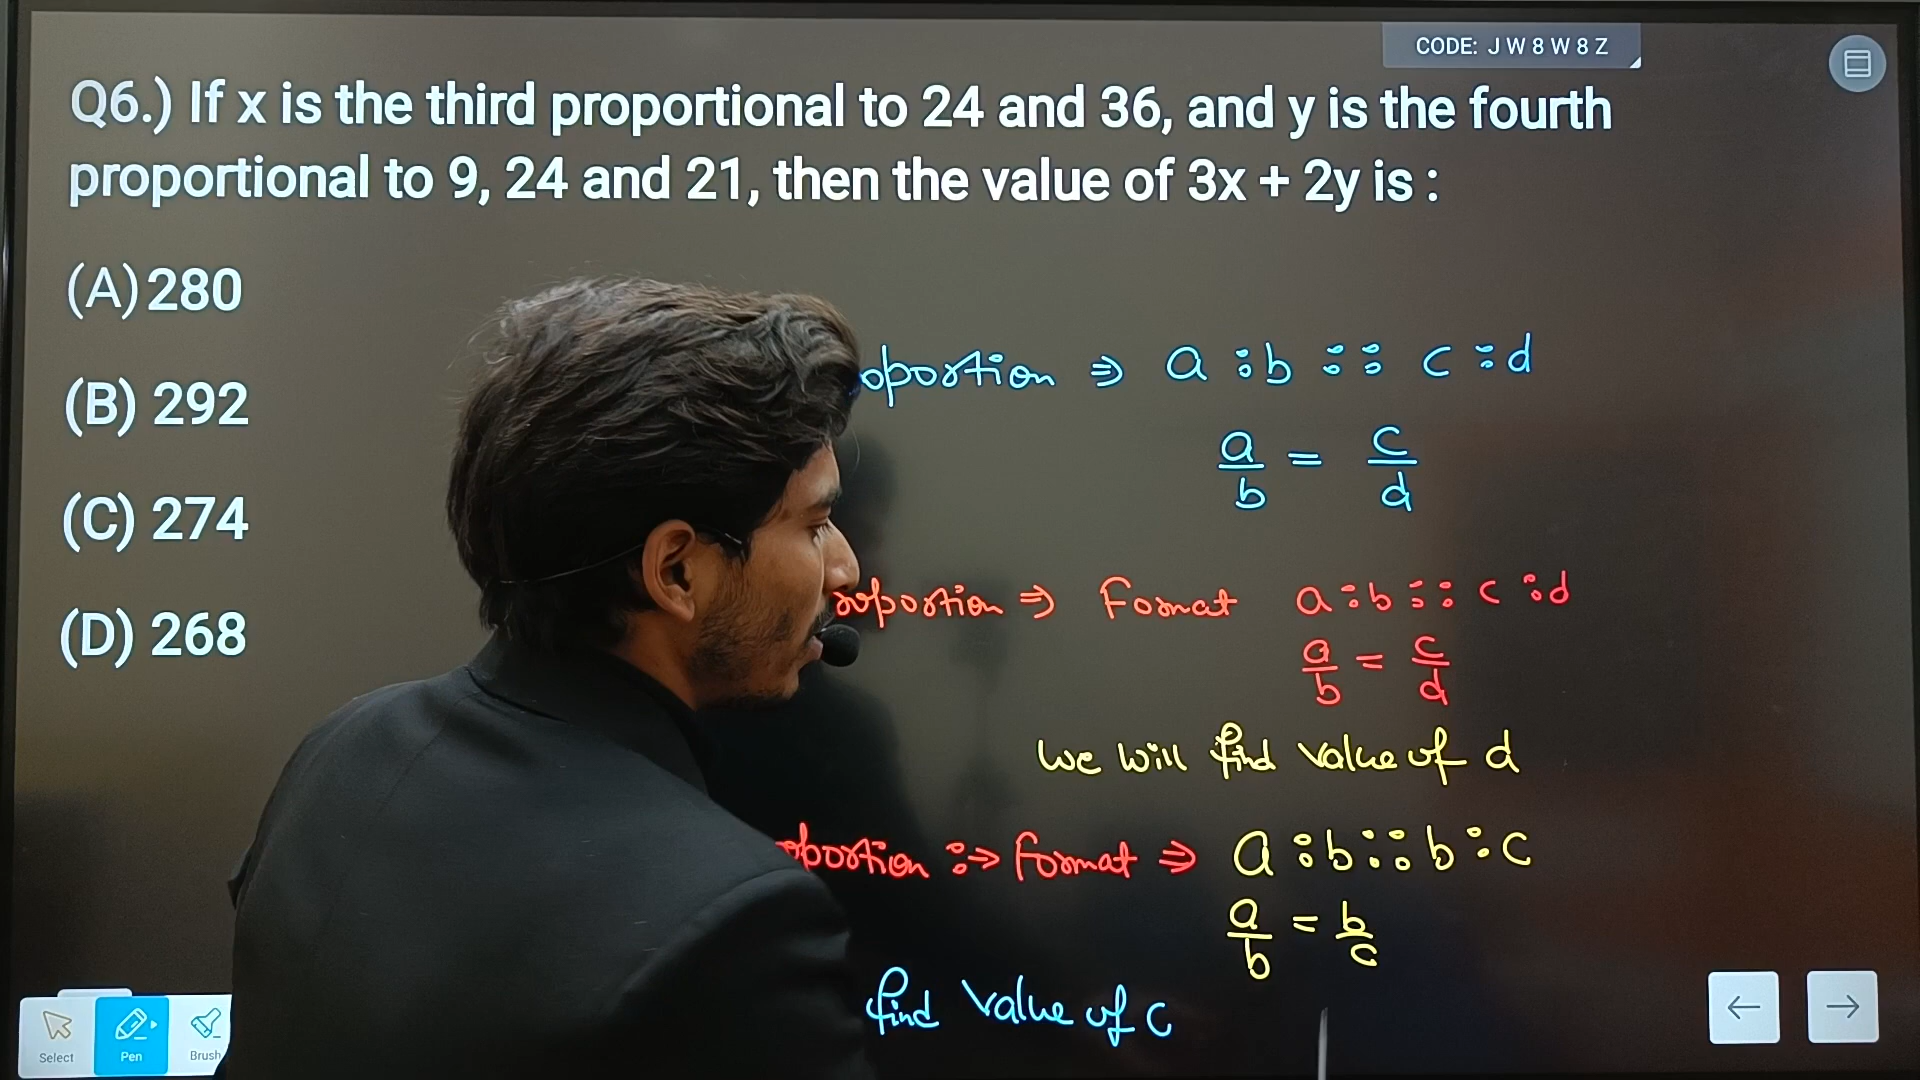 CODE: JW8W8Z
Q6.) If x is the third proportional to 24 and 36, and y is the fourth
proportional to 9, 24 and 21, then the value of 3x + 2y is :
(A) 280
(B) 292
(C) 274
(D) 268
oportion ⇒ a : b :: c : d
a/b = c/d
roportion ⇒ Format a : b :: c : d
a/b = c/d
we will find value of d
oportion :→ format ⇒ a : b :: b : c
a/b = b/c
find value of c
Select
Pen
Brush